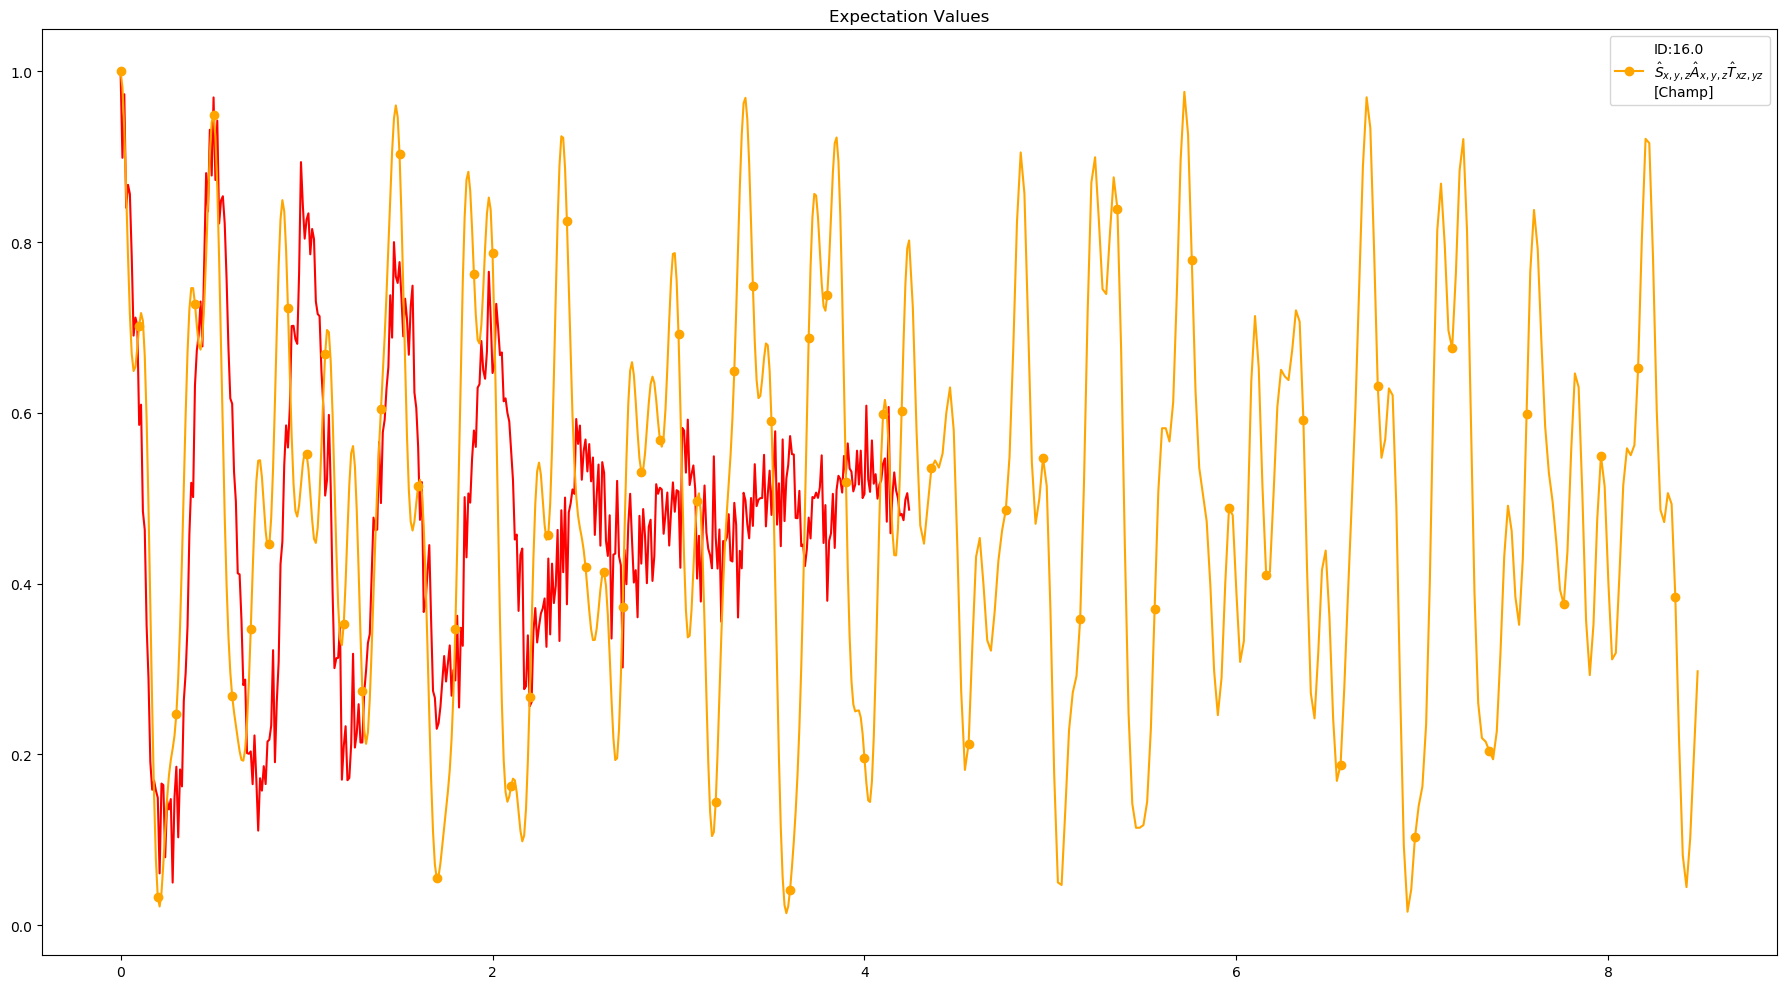 Expectation Values
ID:16.0
$\hat{S}_{x,y,z}\hat{A}_{x,y,z}\hat{T}_{xz,yz}$
[Champ]
1.0
0.8
0.6
0.4
0.2
0.0
0 2 4 6 8